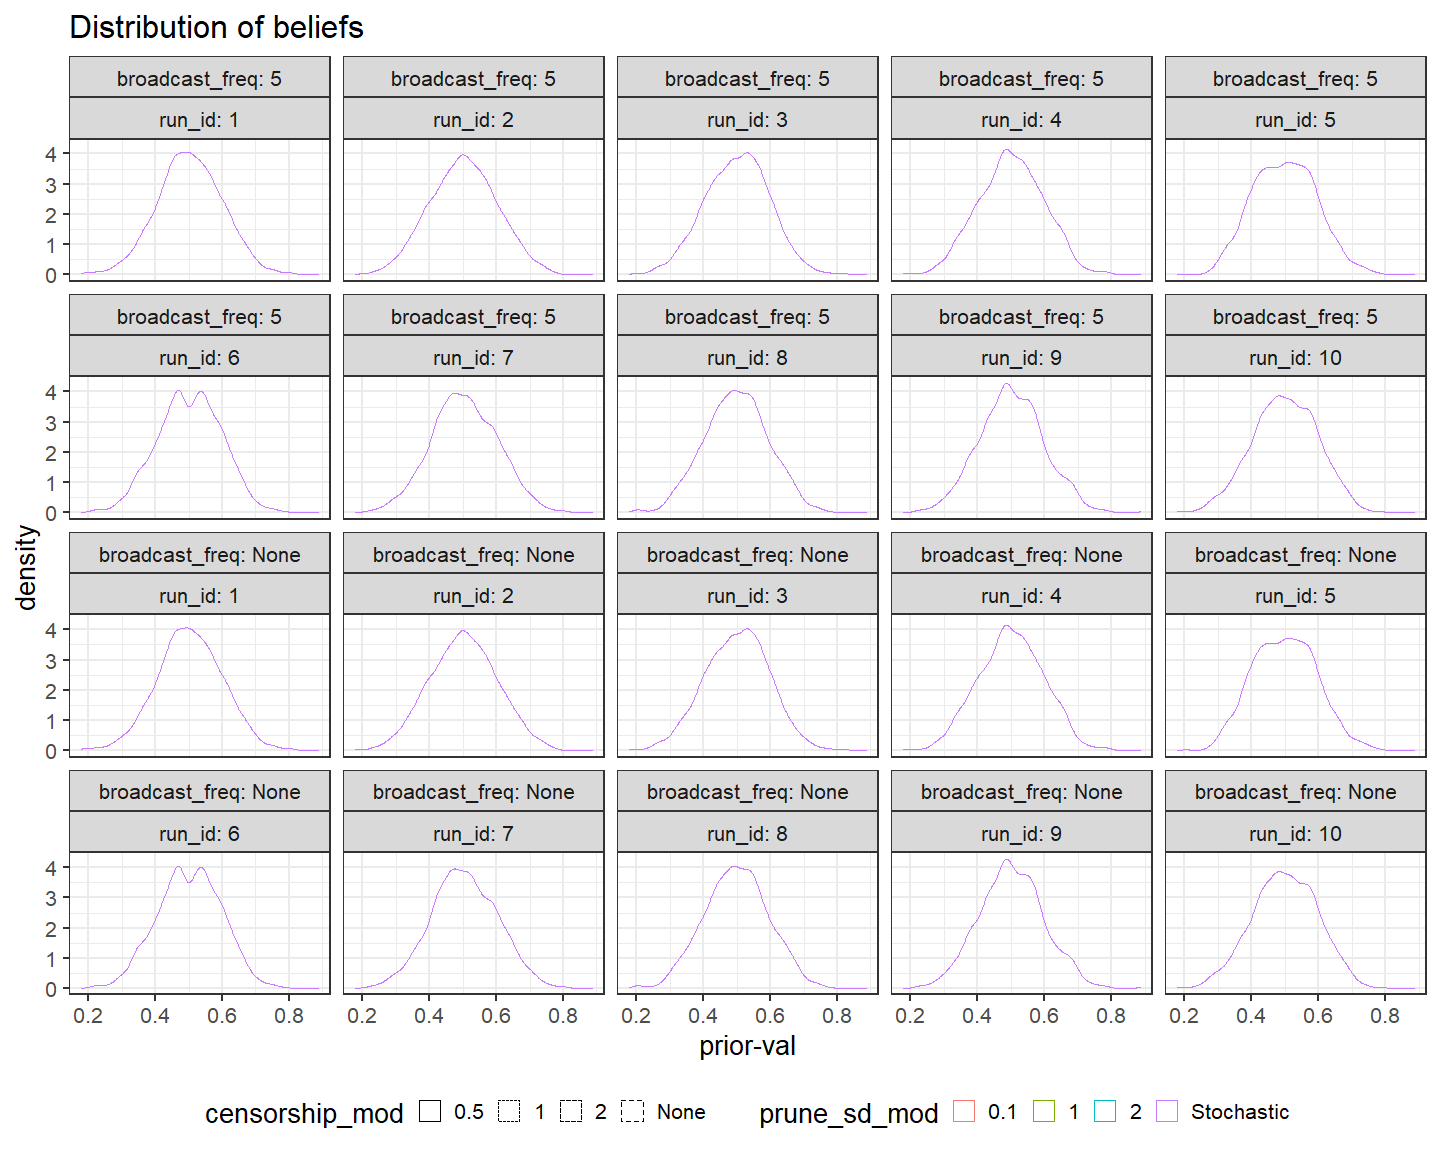 Distribution of beliefs
broadcast_freq: 5 broadcast_freq: 5 broadcast_freq: 5 broadcast_freq: 5 broadcast_freq: 5
run_id: 1 run_id: 2 run_id: 3 run_id: 4 run_id: 5
4
3
2
1
0
broadcast_freq: 5 broadcast_freq: 5 broadcast_freq: 5 broadcast_freq: 5 broadcast_freq: 5
run_id: 6 run_id: 7 run_id: 8 run_id: 9 run_id: 10
4
3
2
1
0
density
broadcast_freq: None broadcast_freq: None broadcast_freq: None broadcast_freq: None broadcast_freq: None
run_id: 1 run_id: 2 run_id: 3 run_id: 4 run_id: 5
4
3
2
1
0
broadcast_freq: None broadcast_freq: None broadcast_freq: None broadcast_freq: None broadcast_freq: None
run_id: 6 run_id: 7 run_id: 8 run_id: 9 run_id: 10
4
3
2
1
0
0.2 0.4 0.6 0.8 0.2 0.4 0.6 0.8 0.2 0.4 0.6 0.8 0.2 0.4 0.6 0.8 0.2 0.4 0.6 0.8
prior-val
censorship_mod 0.5 1 2 None prune_sd_mod 0.1 1 2 Stochastic